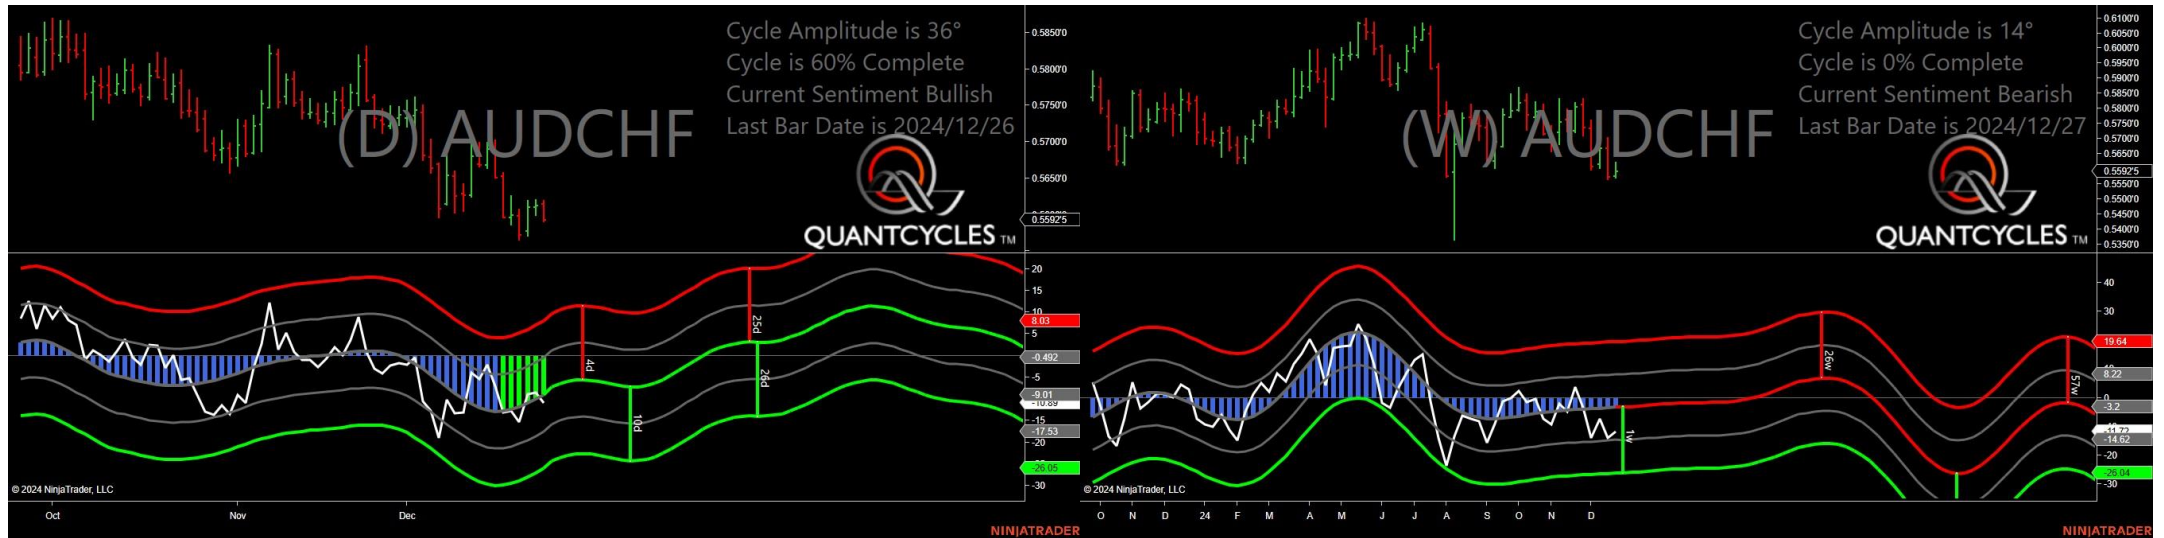 Cycle Amplitude is 36°
Cycle is 60% Complete
Current Sentiment Bullish
Last Bar Date is 2024/12/26
(D) AUDCHF
QUANTCYCLES TM
0.5850'0
0.5800'0
0.5750'0
0.5700'0
0.5650'0
0.5592'5
20
15
10
8.03
5
-0.492
-5
-9.01
-10.89
-15
-17.53
-20
-26.05
-30
4d
10d
25d
26d
© 2024 NinjaTrader, LLC
Oct Nov Dec
NINJATRADER
Cycle Amplitude is 14°
Cycle is 0% Complete
Current Sentiment Bearish
Last Bar Date is 2024/12/27
(W) AUDCHF
QUANTCYCLES TM
0.6100'0
0.6050'0
0.6000'0
0.5950'0
0.5900'0
0.5850'0
0.5800'0
0.5750'0
0.5700'0
0.5650'0
0.5592'5
0.5550'0
0.5500'0
0.5450'0
0.5400'0
0.5350'0
40
30
19.64
8.22
0
-3.2
-11.72
-14.62
-20
-26.04
-30
1w
26w
57w
© 2024 NinjaTrader, LLC
O N D 24 F M A M J J A S O N D
NINJATRADER